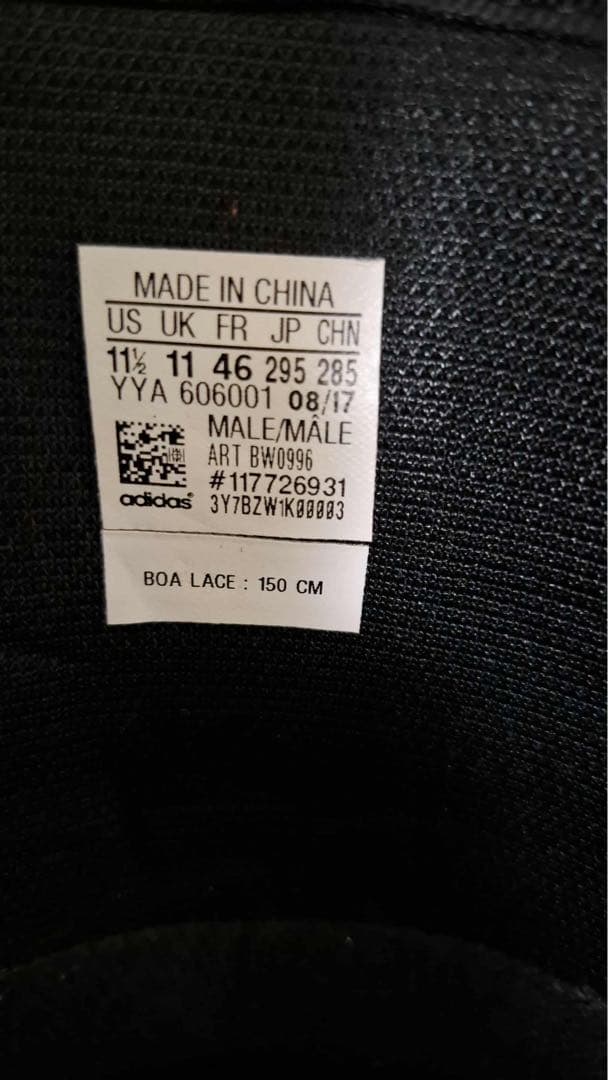 MADE IN CHINA
US UK FR JP CHN
11½ 11 46 295 285
YYA 606001 08/17
MALE/MÂLE
ART BW0996
#117726931
adidas® 3Y7BZW1K00003
BOA LACE : 150 CM